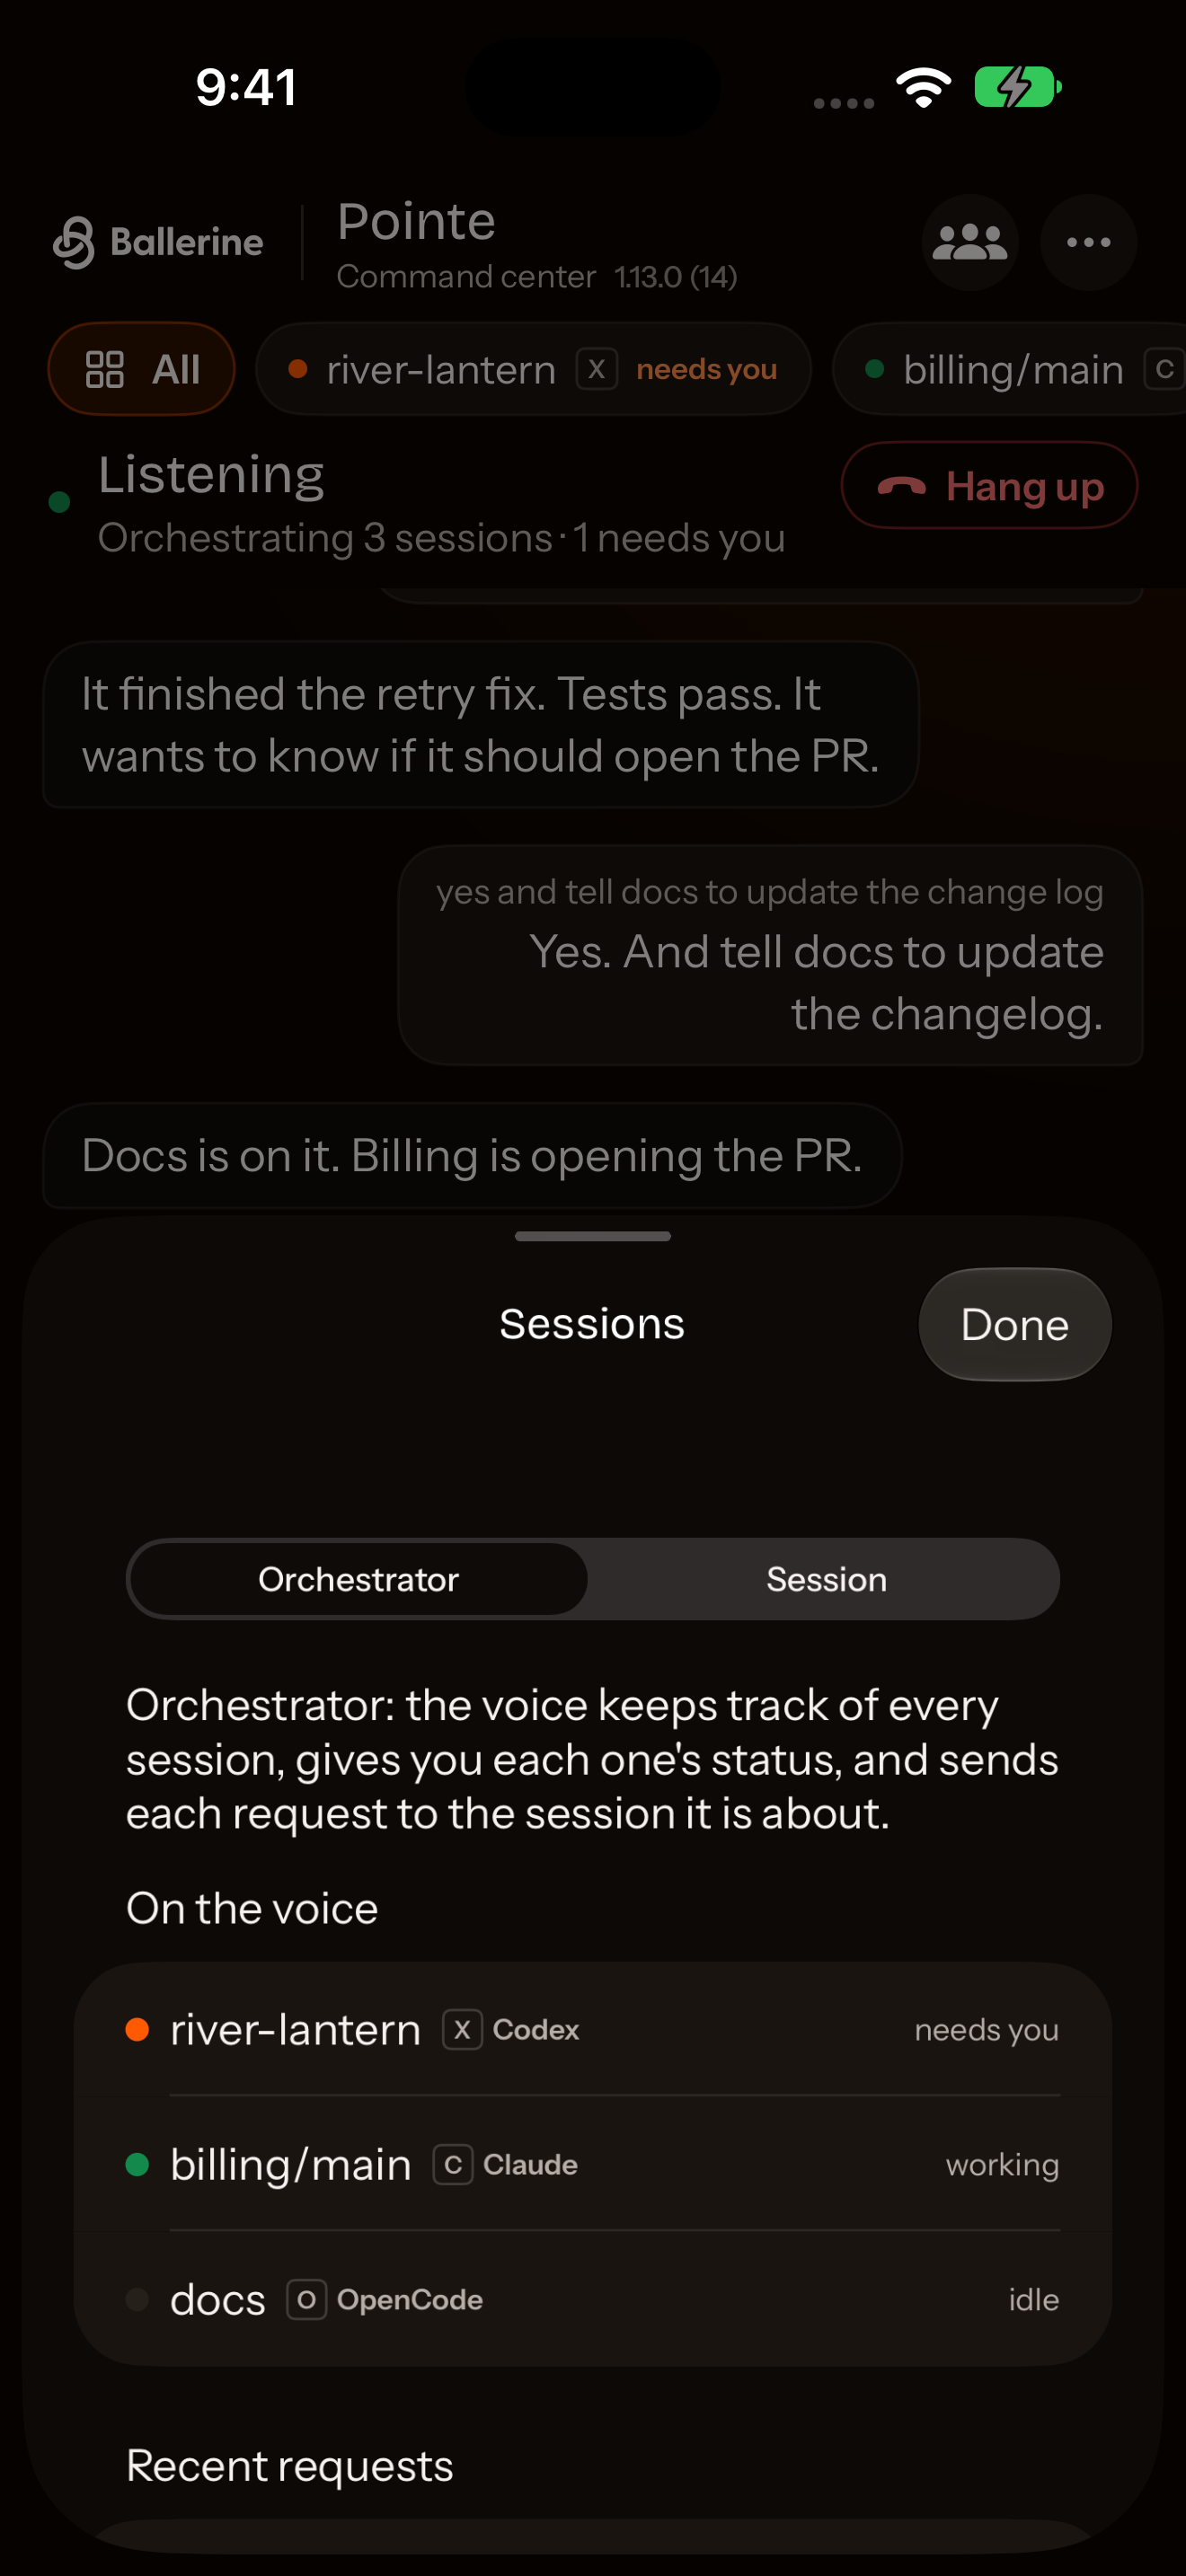 9:41
Ballerine
Pointe
Command center 1.13.0 (14)
All
river-lantern X needs you
billing/main C
Listening
Orchestrating 3 sessions · 1 needs you
Hang up
It finished the retry fix. Tests pass. It
wants to know if it should open the PR.
yes and tell docs to update the change log
Yes. And tell docs to update
the changelog.
Docs is on it. Billing is opening the PR.
Sessions
Done
Orchestrator
Session
Orchestrator: the voice keeps track of every
session, gives you each one's status, and sends
each request to the session it is about.
On the voice
river-lantern X Codex needs you
billing/main C Claude working
docs O OpenCode idle
Recent requests